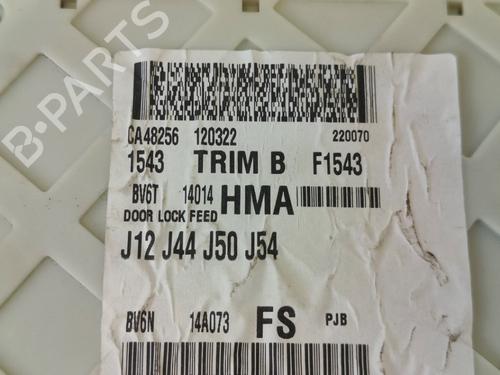 B-PARTS
CA48256 120322 220070
1543 TRIM B F1543
BV6T 14014 HMA
DOOR LOCK FEED
J12 J44 J50 J54
BV6N 14A073 FS PJB